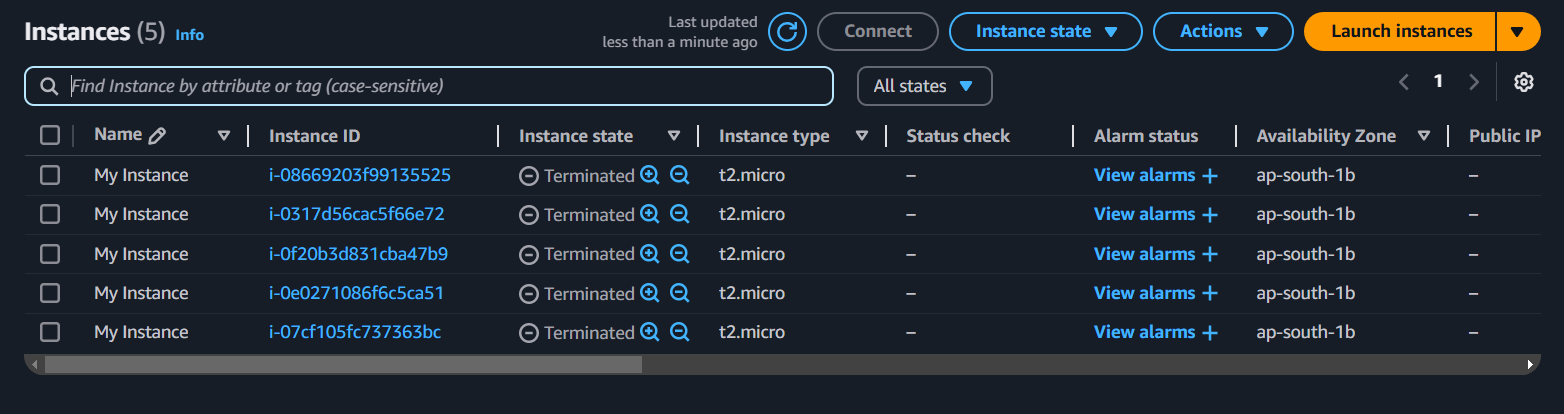 Instances (5) Info
Last updated
less than a minute ago
Connect
Instance state
Actions
Launch instances
Find Instance by attribute or tag (case-sensitive)
All states
1
Name Instance ID Instance state Instance type Status check Alarm status Availability Zone Public IP
My Instance i-08669203f99135525 Terminated t2.micro – View alarms + ap-south-1b –
My Instance i-0317d56cac5f66e72 Terminated t2.micro – View alarms + ap-south-1b –
My Instance i-0f20b3d831cba47b9 Terminated t2.micro – View alarms + ap-south-1b –
My Instance i-0e0271086f6c5ca51 Terminated t2.micro – View alarms + ap-south-1b –
My Instance i-07cf105fc737363bc Terminated t2.micro – View alarms + ap-south-1b –